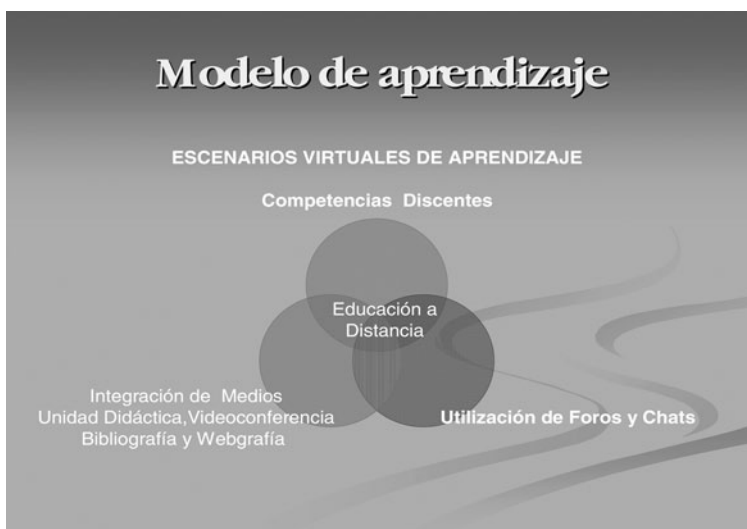 Modelo de aprendizaje
ESCENARIOS VIRTUALES DE APRENDIZAJE
Competencias Discentes
Educación a
Distancia
Integración de Medios
Unidad Didáctica,Videoconferencia
Bibliografía y Webgrafía
Utilización de Foros y Chats